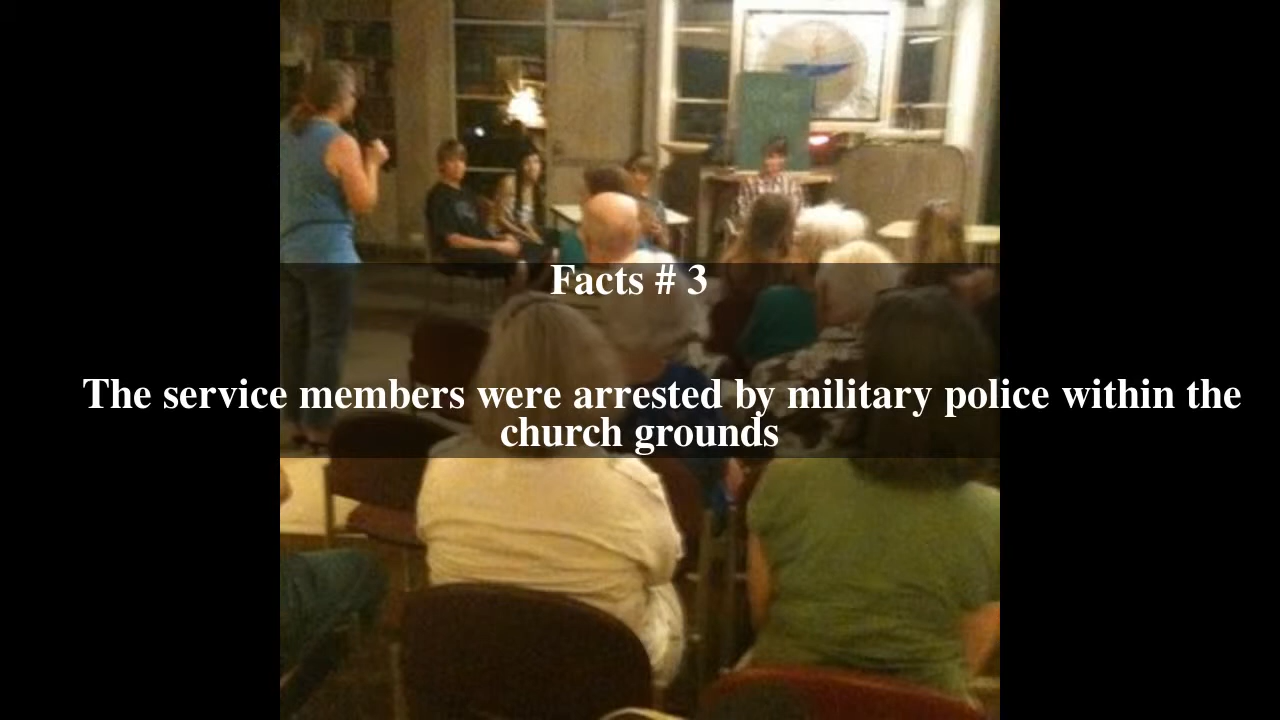 Facts # 3
The service members were arrested by military police within the
church grounds